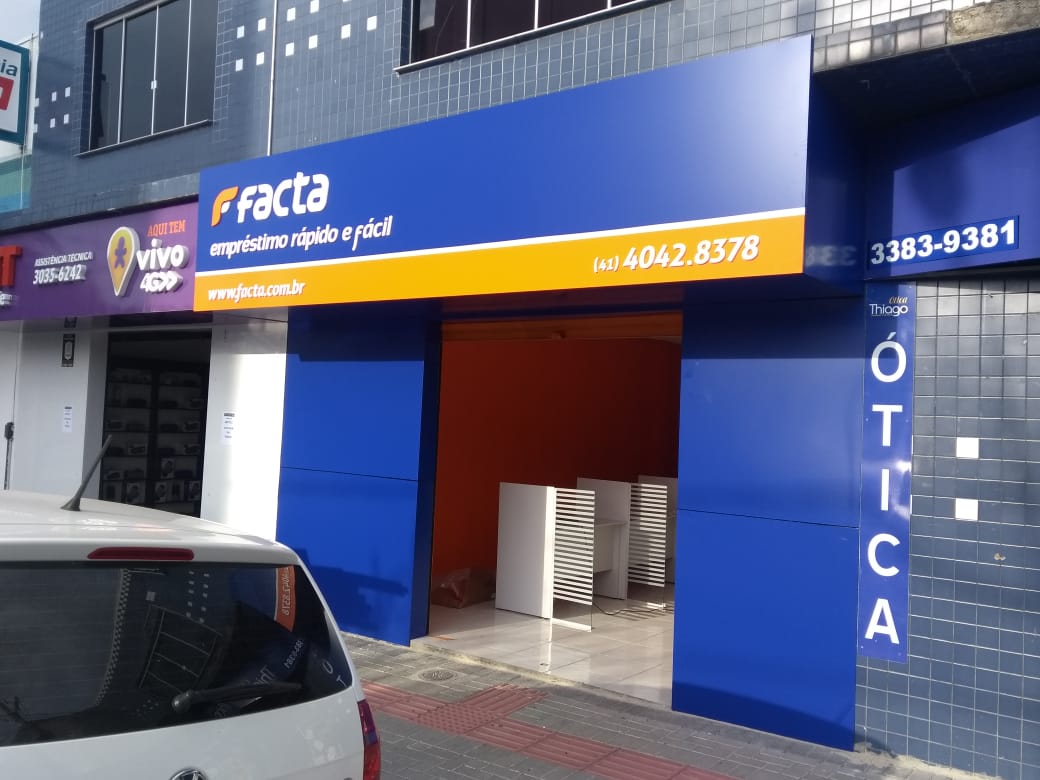 AQUI TEM
vivo
4G
ASSISTÊNCIA TÉCNICA
3035-6242
facta
empréstimo rápido e fácil
www.facta.com.br
(41) 4042.8378
3383-9381
Ótica
Thiago
ÓTICA